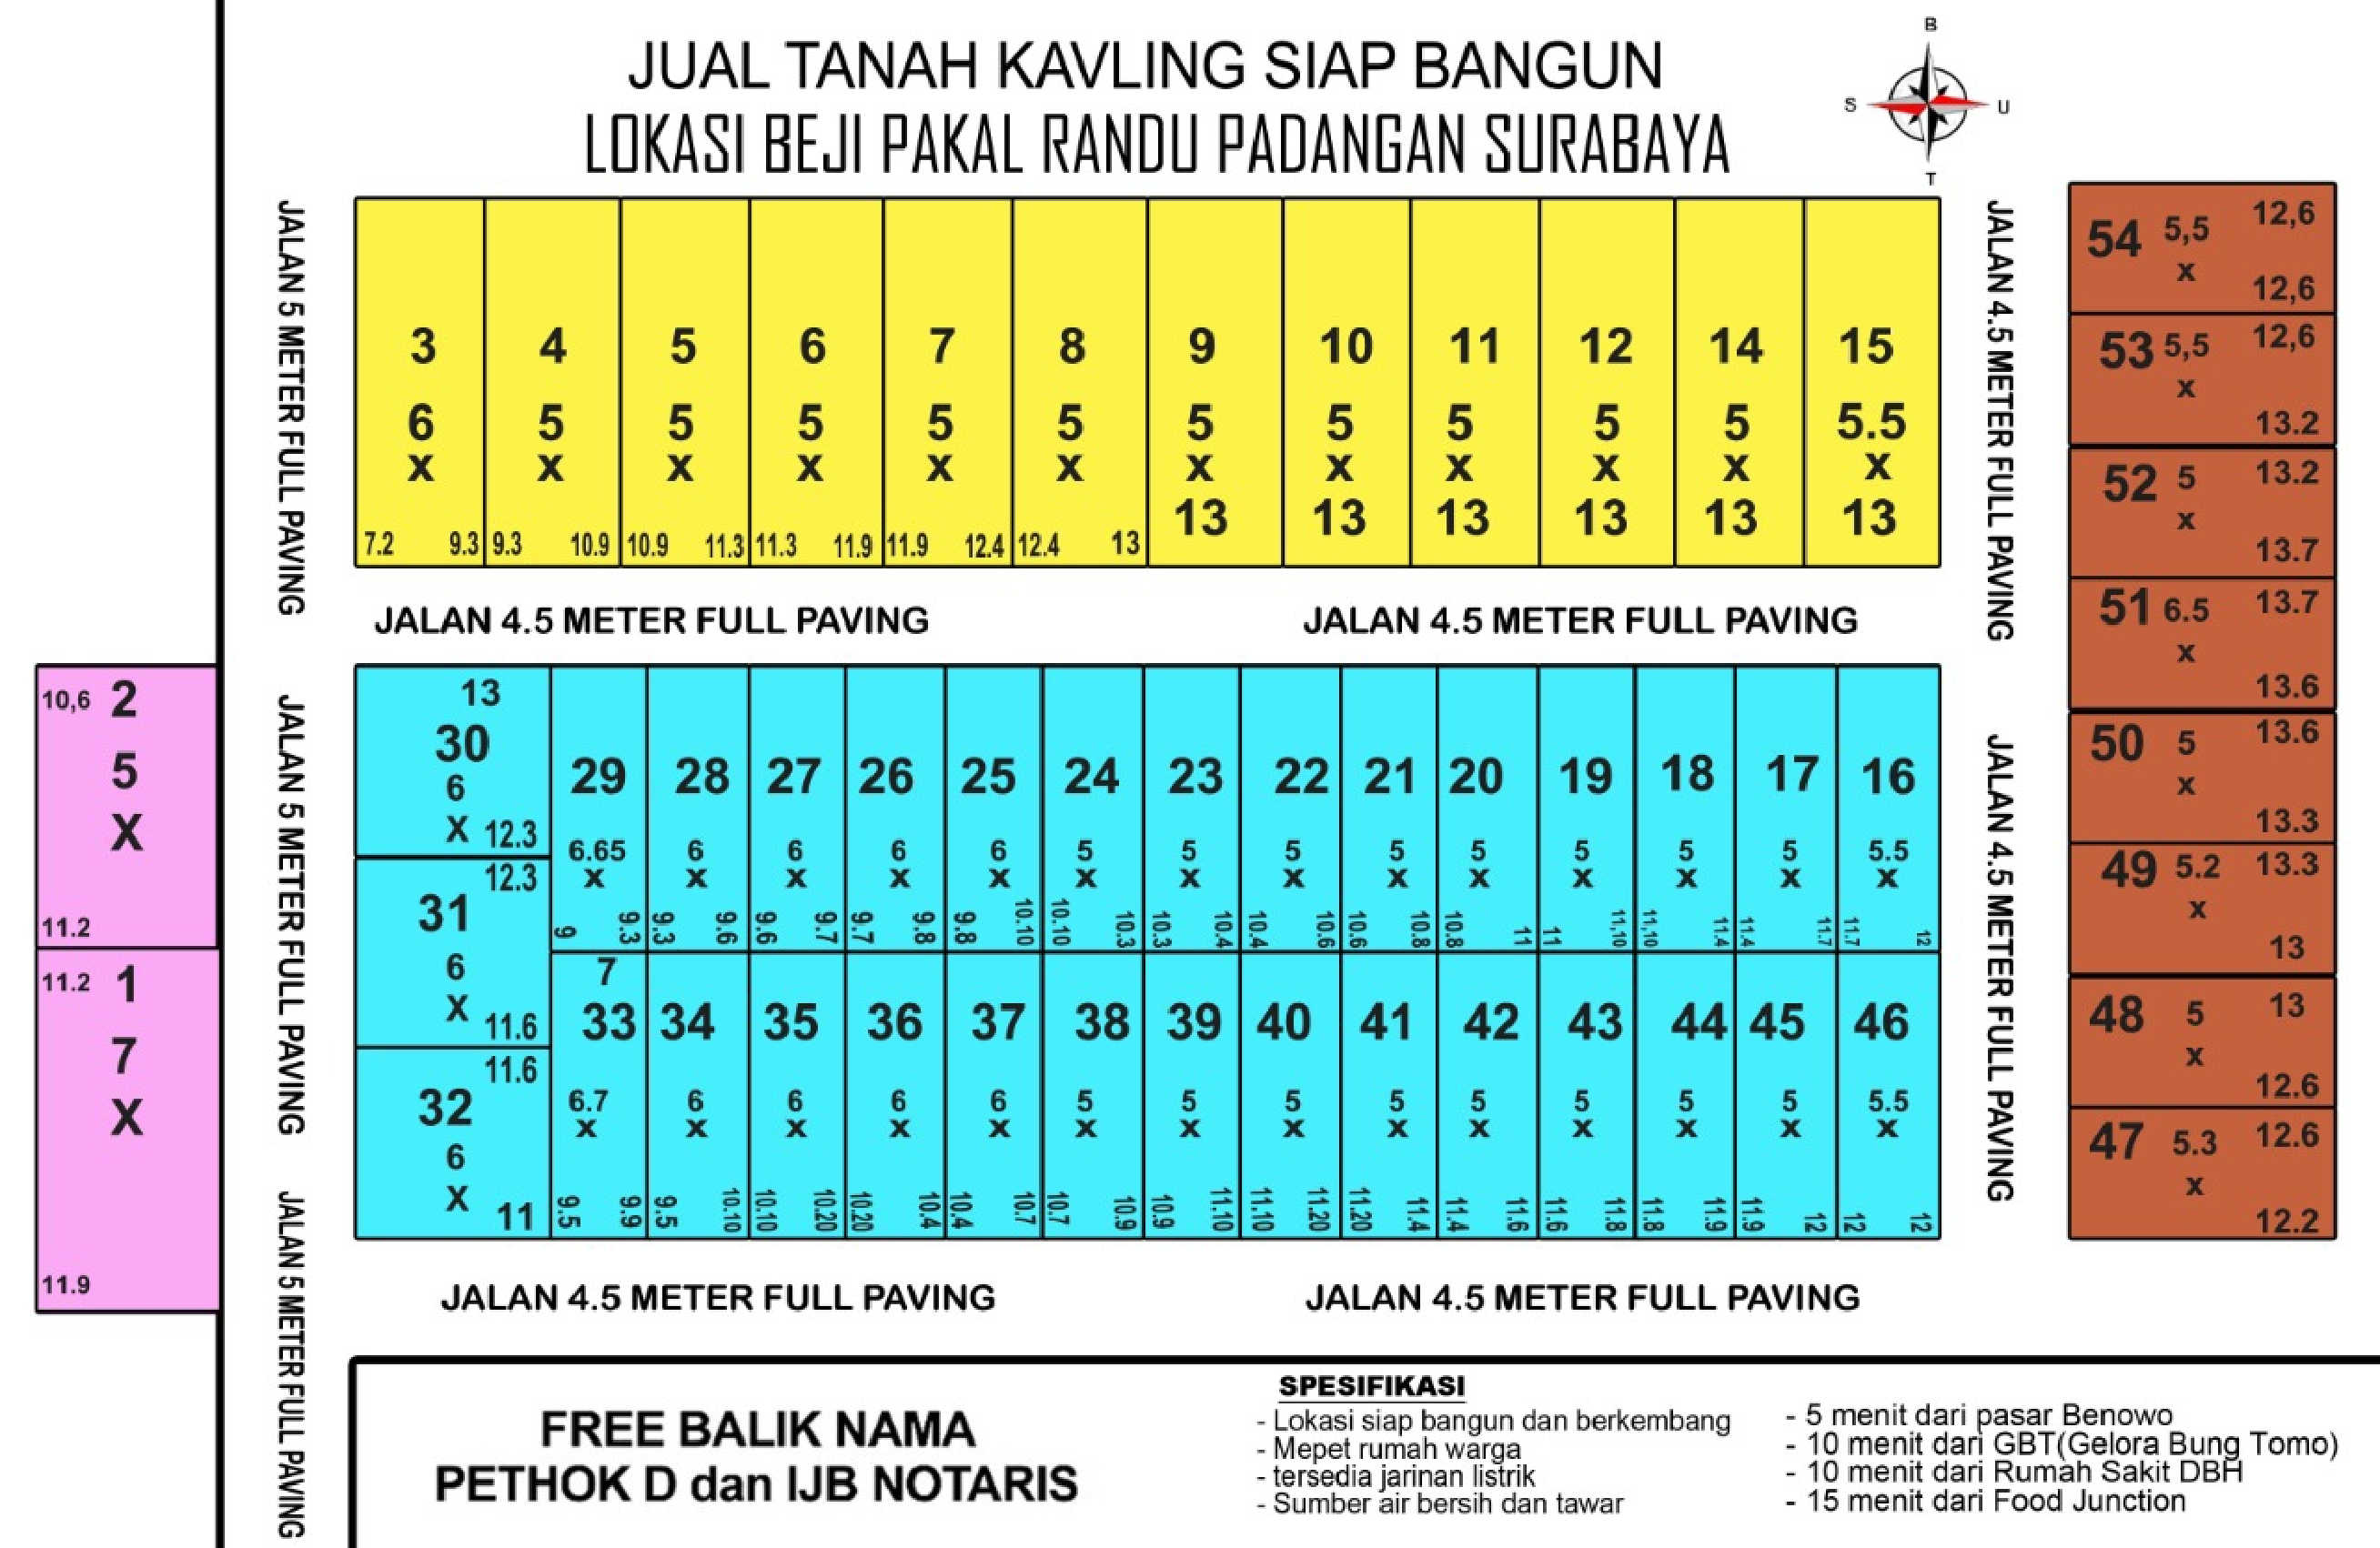 JUAL TANAH KAVLING SIAP BANGUN
LOKASI BEJI PAKAL RANDU PADANGAN SURABAYA
B
S U
T
JALAN 5 METER FULL PAVING
3 4 5 6 7 8 9 10 11 12 14 15
6 5 5 5 5 5 5 5 5 5 5 5.5
x x x x x x x x x x x x
13 13 13 13 13 13
7.2 9.3 9.3 10.9 10.9 11.3 11.3 11.9 11.9 12.4 12.4 13
JALAN 4.5 METER FULL PAVING
54 5,5 x 12,6 12,6
53 5,5 x 12,6 13.2
52 5 x 13.2 13.7
51 6.5 x 13.7 13.6
50 5 x 13.6 13.3
49 5.2 x 13.3 13
48 5 x 13 12.6
47 5.3 x 12.6 12.2
JALAN 4.5 METER FULL PAVING JALAN 4.5 METER FULL PAVING
10,6 2
5
X
11.2
11.2 1
7
X
11.9
JALAN 5 METER FULL PAVING
13
30
6
X 12.3
12.3
31
6
X 11.6
11.6
32
6
X 11
29 28 27 26 25 24 23 22 21 20 19 18 17 16
6.65 6 6 6 6 5 5 5 5 5 5 5 5 5.5
x x x x x x x x x x x x x x
9 9.3 9,3 9.6 9.6 9.7 9.7 9.8 9.8 10.10 10.10 10.3 10.3 10.4 10.4 10.6 10.6 10.8 10.8 11 11 11,10 11,10 11.4 11.4 11.7 11.7 12
7
33 34 35 36 37 38 39 40 41 42 43 44 45 46
6.7 6 6 6 6 5 5 5 5 5 5 5 5 5.5
x x x x x x x x x x x x x x
9.5 9.9 9.5 10.10 10.10 10.20 10.20 10.4 10.4 10.7 10.7 10.9 10.9 11.10 11.10 11.20 11.20 11.4 11.4 11.6 11.6 11.8 11.8 11.9 11.9 12 12 12
JALAN 4.5 METER FULL PAVING
JALAN 5 METER FULL PAVING
JALAN 4.5 METER FULL PAVING JALAN 4.5 METER FULL PAVING
FREE BALIK NAMA
PETHOK D dan IJB NOTARIS
SPESIFIKASI
- Lokasi siap bangun dan berkembang
- Mepet rumah warga
- tersedia jarinan listrik
- Sumber air bersih dan tawar
- 5 menit dari pasar Benowo
- 10 menit dari GBT(Gelora Bung Tomo)
- 10 menit dari Rumah Sakit DBH
- 15 menit dari Food Junction